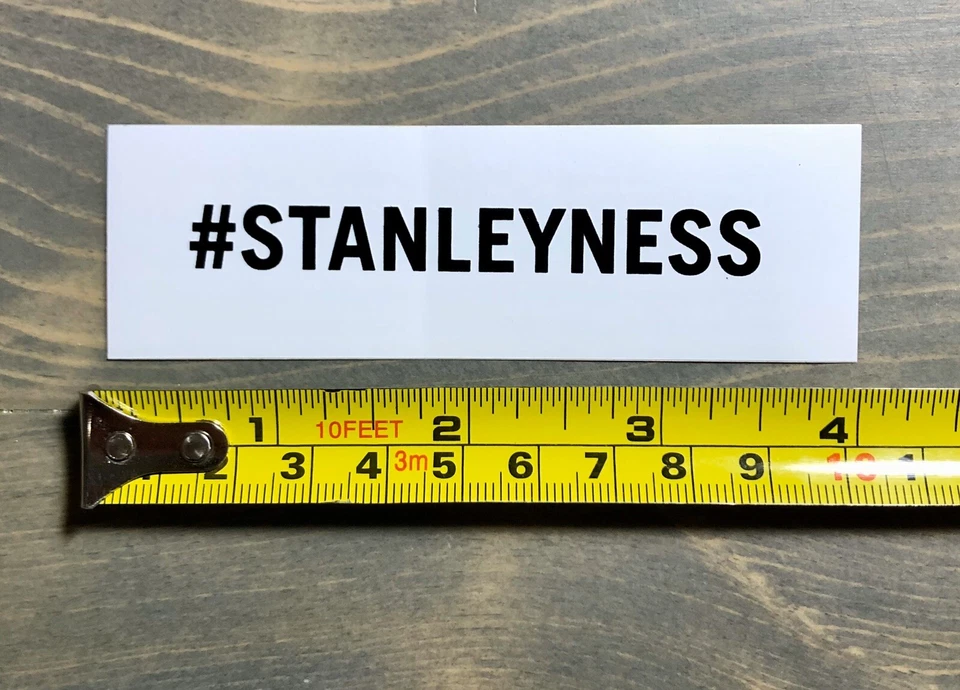 #STANLEYNESS
1 10FEET 2 3 4
2 3 4 3m 5 6 7 8 9 10